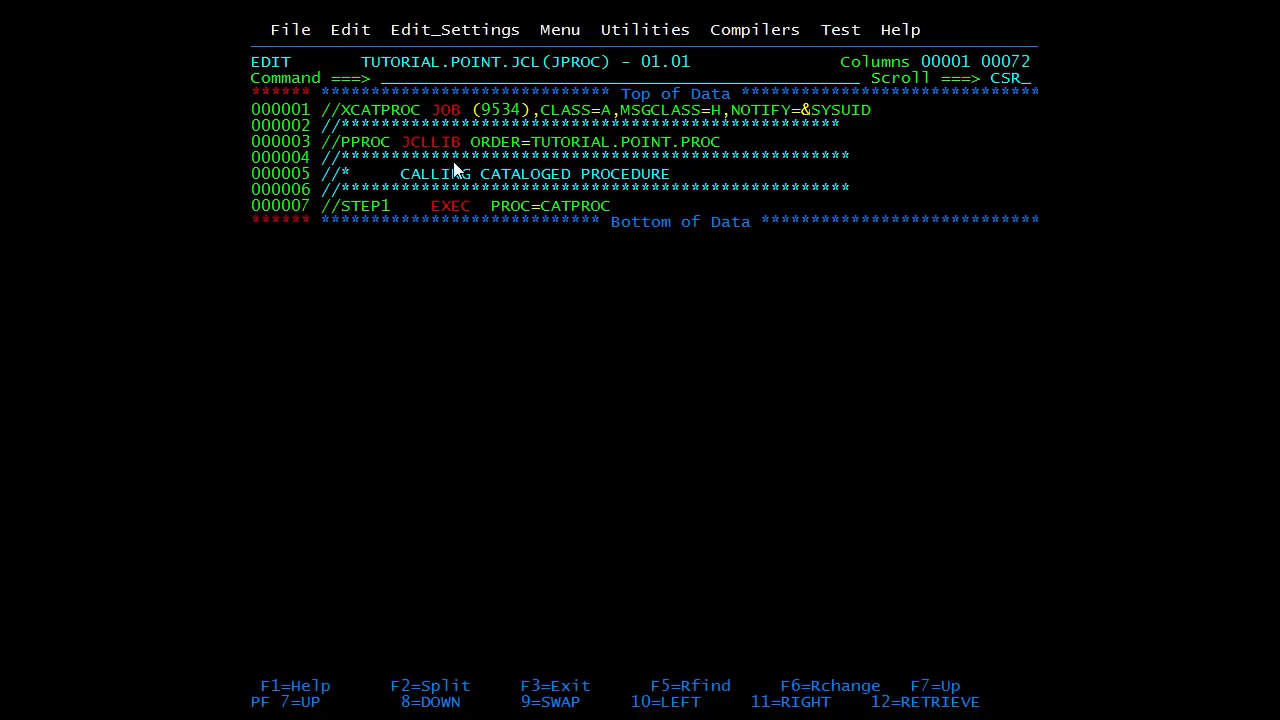 File Edit Edit_Settings Menu Utilities Compilers Test Help
EDIT TUTORIAL.POINT.JCL(JPROC) - 01.01 Columns 00001 00072
Command ===> Scroll ===> CSR_
****** ***************************** Top of Data ******************************
000001 //XCATPROC JOB (9534),CLASS=A,MSGCLASS=H,NOTIFY=&SYSUID
000002 //**************************************************
000003 //PPROC JCLLIB ORDER=TUTORIAL.POINT.PROC
000004 //***************************************************
000005 //* CALLING CATALOGED PROCEDURE
000006 //***************************************************
000007 //STEP1 EXEC PROC=CATPROC
****** **************************** Bottom of Data ****************************
F1=Help F2=Split F3=Exit F5=Rfind F6=Rchange F7=Up
PF 7=UP 8=DOWN 9=SWAP 10=LEFT 11=RIGHT 12=RETRIEVE